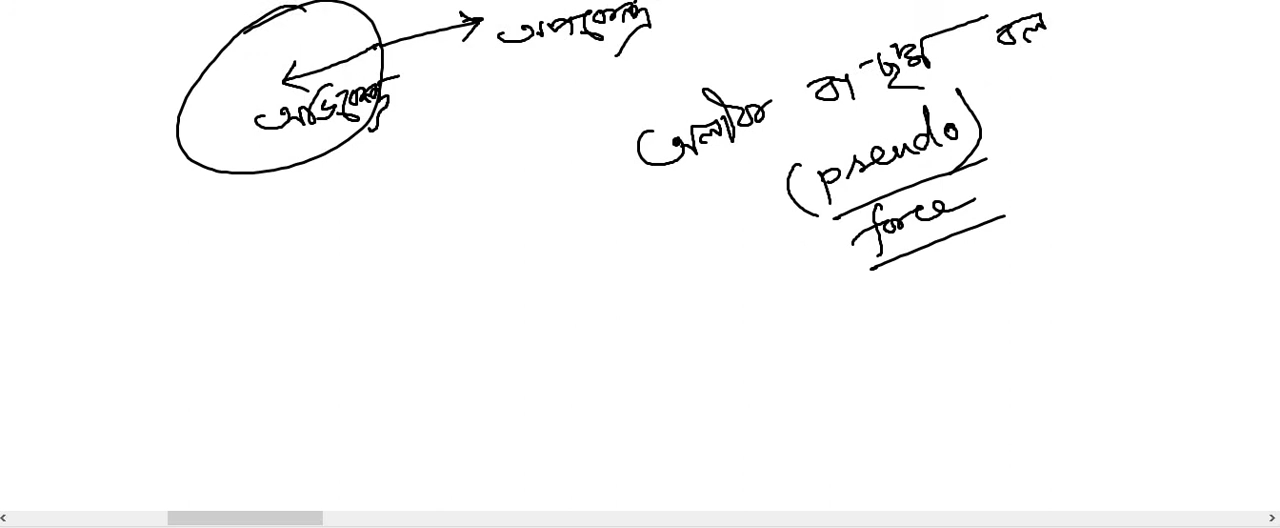 অপকেন্দ্র
অভিকেন্দ্র
অলীক বা ছদ্ম বল
(pseudo)
force